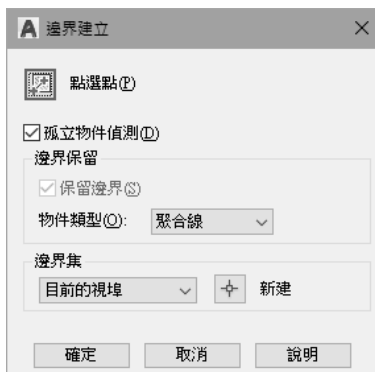 邊界建立
點選點(P)
孤立物件偵測(D)
邊界保留
保留邊界(S)
物件類型(O): 聚合線
邊界集
目前的視埠 新建
確定 取消 說明